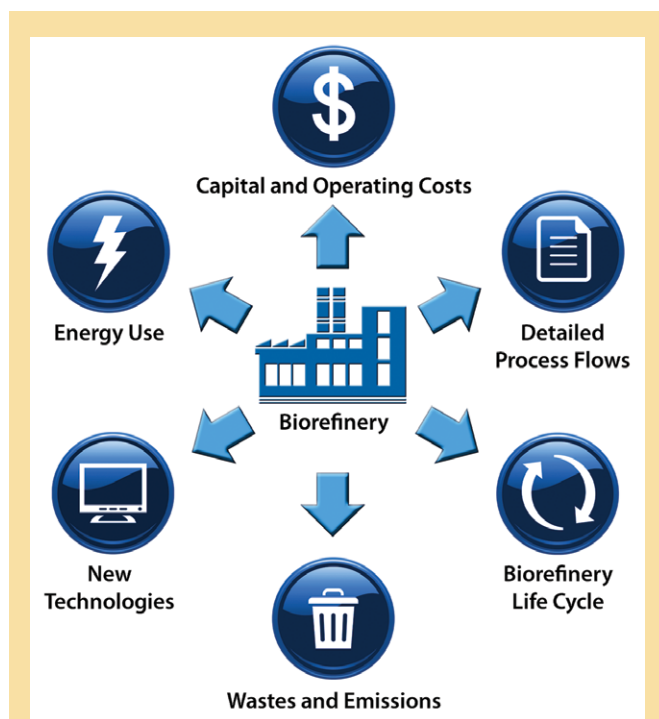 $
Capital and Operating Costs
Energy Use
Detailed
Process Flows
Biorefinery
New
Technologies
Biorefinery
Life Cycle
Wastes and Emissions